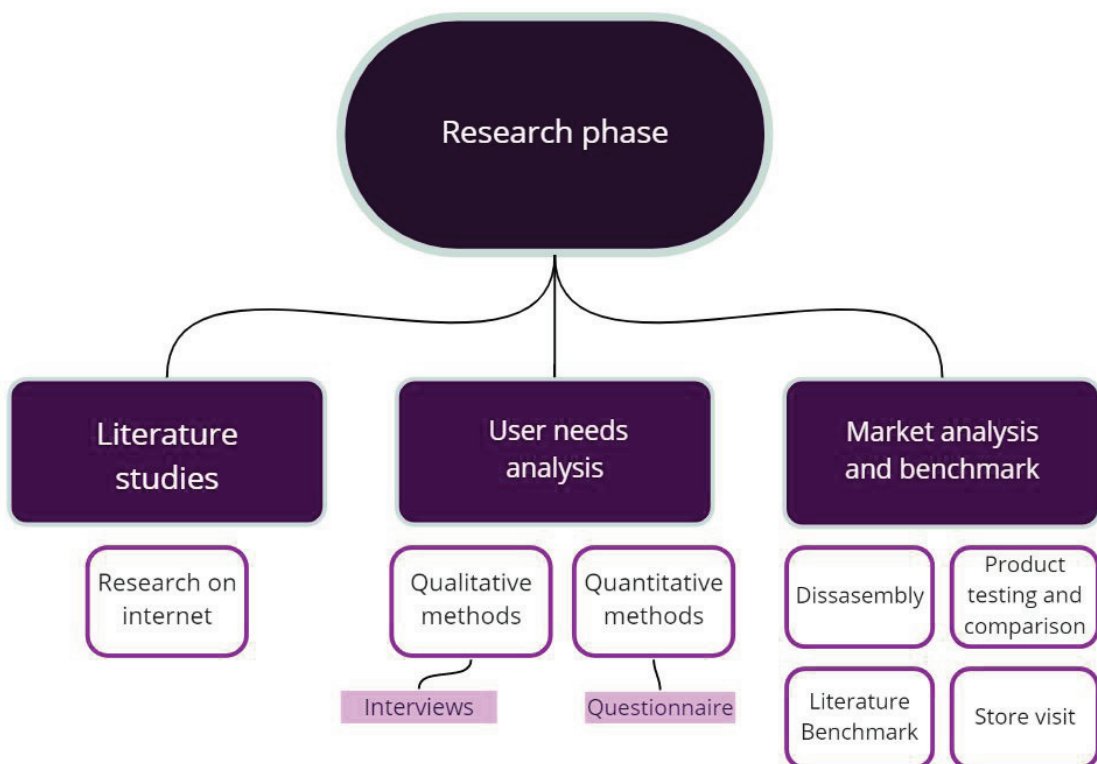 Research phase
Literature
studies
User needs
analysis
Market analysis
and benchmark
Research on
internet
Qualitative
methods
Quantitative
methods
Dissasembly
Product
testing and
comparison
Interviews
Questionnaire
Literature
Benchmark
Store visit